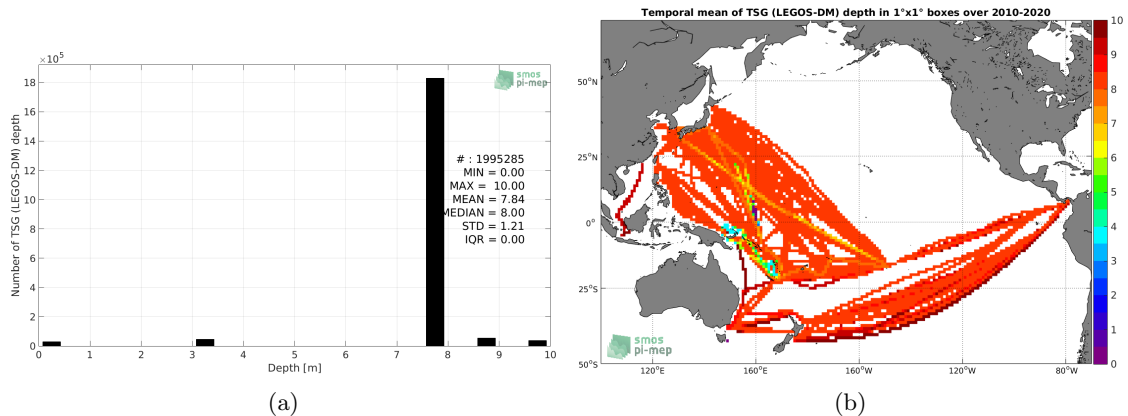 ×10⁵
18
16
14
12
10
8
6
4
2
0
Number of TSG (LEGOS-DM) depth
smos
pi-mep
# : 1995285
MIN = 0.00
MAX = 10.00
MEAN = 7.84
MEDIAN = 8.00
STD = 1.21
IQR = 0.00
0 1 2 3 4 5 6 7 8 9 10
Depth [m]
(a)
Temporal mean of TSG (LEGOS-DM) depth in 1°x1° boxes over 2010-2020
50°N
25°N
0°
25°S
50°S
120°E 160°E 160°W 120°W 80°W
smos
pi-mep
10
9
8
7
6
5
4
3
2
1
0
(b)